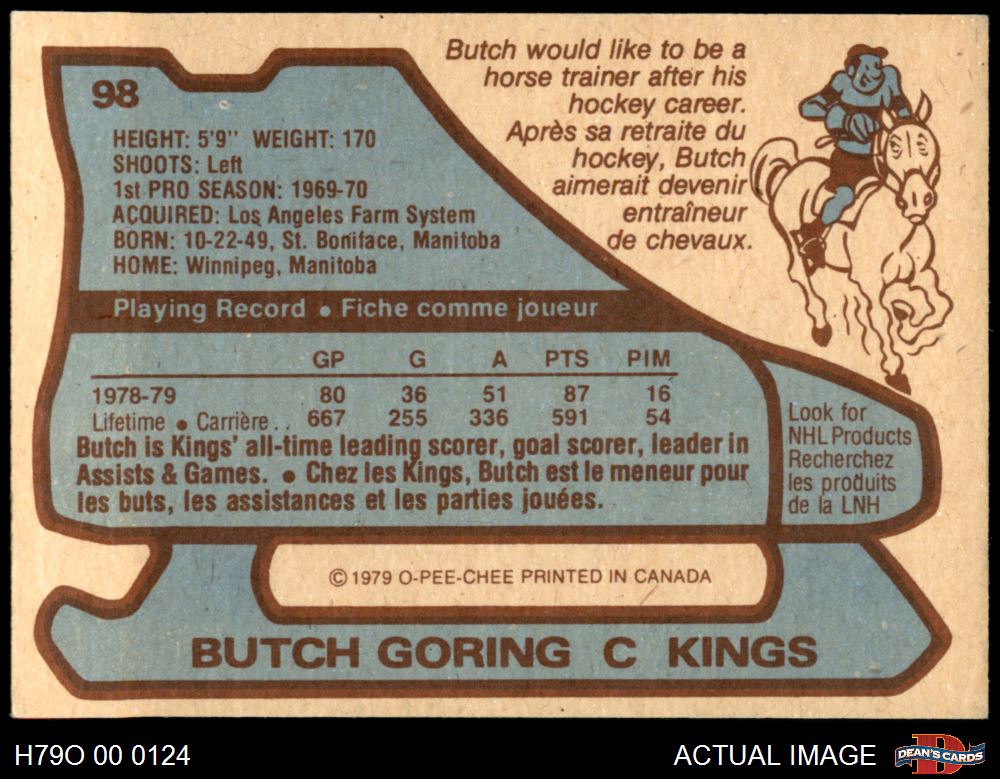 98
HEIGHT: 5'9" WEIGHT: 170
SHOOTS: Left
1st PRO SEASON: 1969-70
ACQUIRED: Los Angeles Farm System
BORN: 10-22-49, St. Boniface, Manitoba
HOME: Winnipeg, Manitoba
Butch would like to be a
horse trainer after his
hockey career.
Après sa retraite du
hockey, Butch
aimerait devenir
entraîneur
de chevaux.
Playing Record • Fiche comme joueur
GP G A PTS PIM
1978-79 80 36 51 87 16
Lifetime • Carrière . . 667 255 336 591 54
Butch is Kings' all-time leading scorer, goal scorer, leader in
Assists & Games. • Chez les Kings, Butch est le meneur pour
les buts, les assistances et les parties jouées.
Look for
NHL Products
Recherchez
les produits
de la LNH
© 1979 O-PEE-CHEE PRINTED IN CANADA
BUTCH GORING C KINGS
H79O 00 0124
ACTUAL IMAGE
DEAN'S CARDS